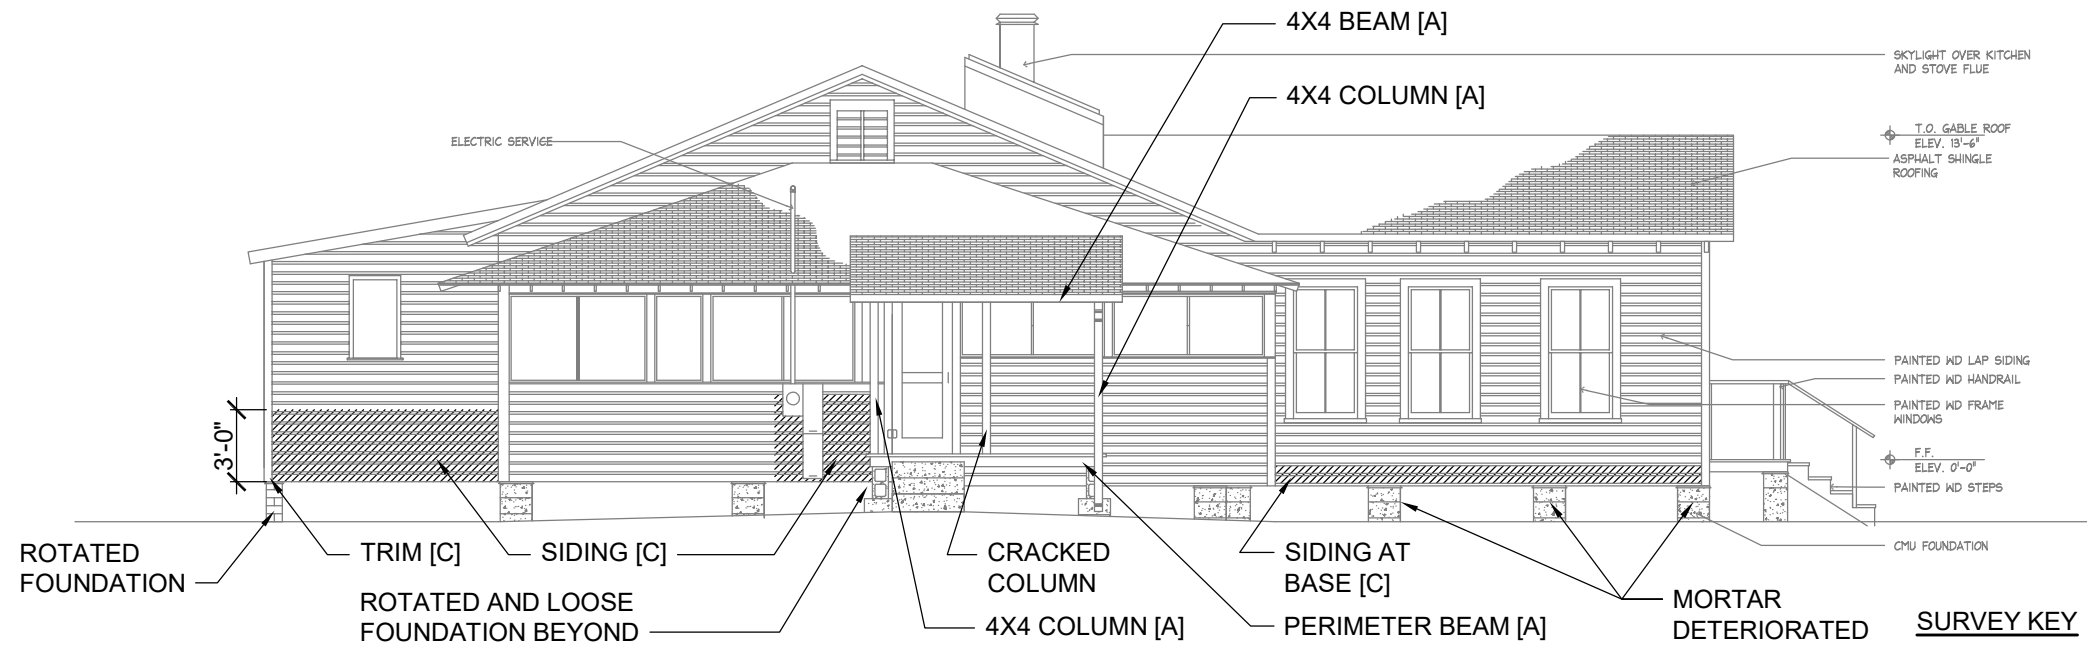 4X4 BEAM [A]
SKYLIGHT OVER KITCHEN
AND STOVE FLUE
4X4 COLUMN [A]
ELECTRIC SERVICE
T.O. GABLE ROOF
ELEV. 13'-6"
ASPHALT SHINGLE
ROOFING
PAINTED WD LAP SIDING
PAINTED WD HANDRAIL
PAINTED WD FRAME
WINDOWS
3'-0"
F.F.
ELEV. 0'-0"
PAINTED WD STEPS
CMU FOUNDATION
ROTATED
FOUNDATION
TRIM [C]
SIDING [C]
CRACKED
COLUMN
SIDING AT
BASE [C]
ROTATED AND LOOSE
FOUNDATION BEYOND
4X4 COLUMN [A]
PERIMETER BEAM [A]
MORTAR
DETERIORATED
SURVEY KEY